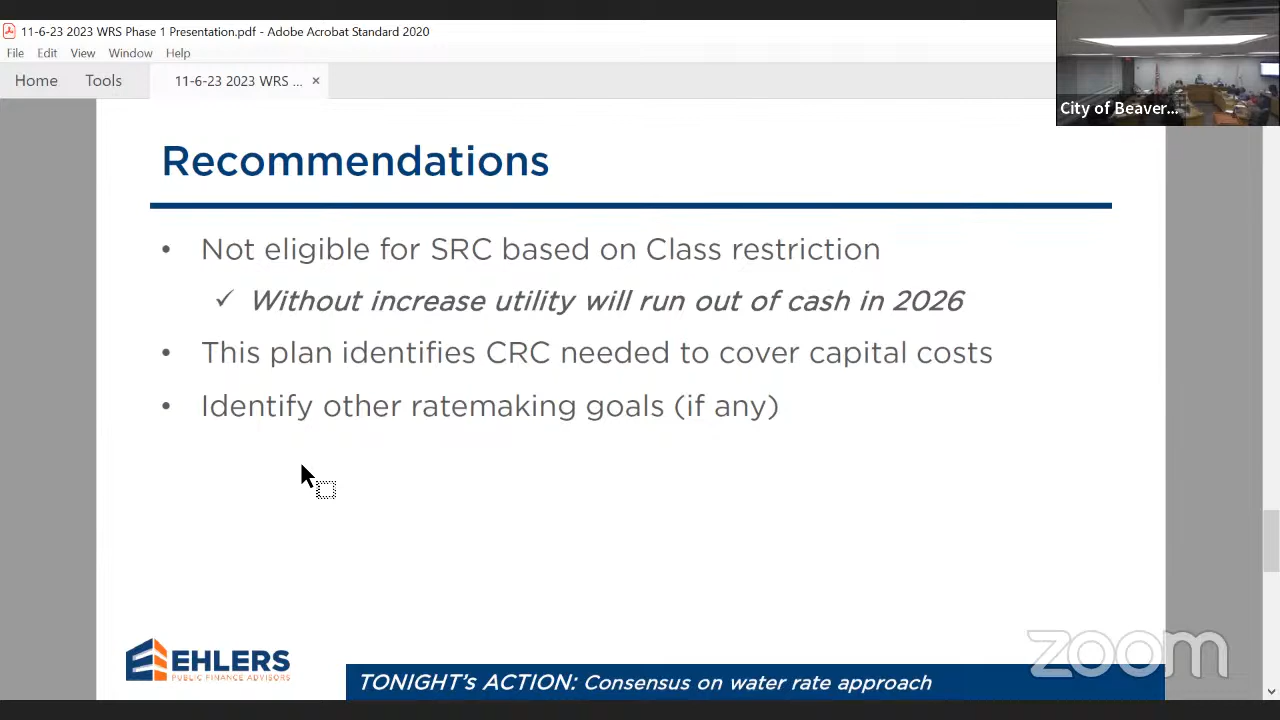 11-6-23 2023 WRS Phase 1 Presentation.pdf - Adobe Acrobat Standard 2020
File Edit View Window Help
Home Tools 11-6-23 2023 WRS ... ×
City of Beaver...
Recommendations
• Not eligible for SRC based on Class restriction
✓ Without increase utility will run out of cash in 2026
• This plan identifies CRC needed to cover capital costs
• Identify other ratemaking goals (if any)
EHLERS
PUBLIC FINANCE ADVISORS
TONIGHT's ACTION: Consensus on water rate approach
zoom